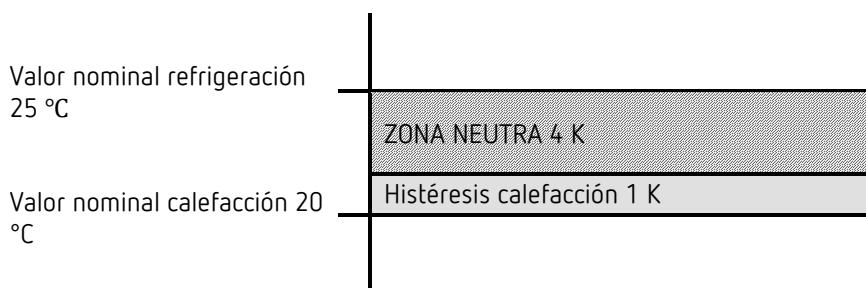 Valor nominal refrigeración
25 °C
ZONA NEUTRA 4 K
Histéresis calefacción 1 K
Valor nominal calefacción 20
°C